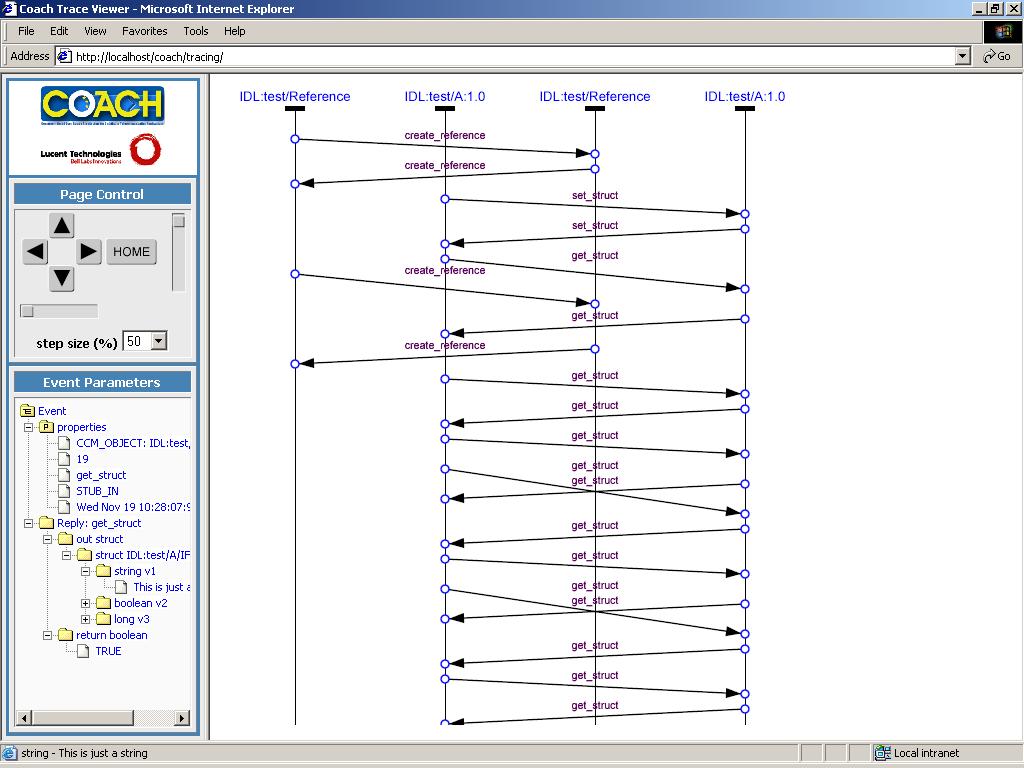 Coach Trace Viewer - Microsoft Internet Explorer
File Edit View Favorites Tools Help
Address http://localhost/coach/tracing/ Go
COACH
Lucent Technologies
Bell Labs Innovations
Page Control
HOME
step size (%) 50
Event Parameters
Event
properties
CCM_OBJECT: IDL:test,
19
get_struct
STUB_IN
Wed Nov 19 10:28:07:9
Reply: get_struct
out struct
struct IDL:test/A/IF
string v1
This is just a
boolean v2
long v3
return boolean
TRUE
IDL:test/Reference IDL:test/A:1.0 IDL:test/Reference IDL:test/A:1.0
create_reference
create_reference
set_struct
set_struct
get_struct
create_reference
get_struct
create_reference
get_struct
get_struct
get_struct
get_struct
get_struct
get_struct
get_struct
get_struct
get_struct
get_struct
get_struct
get_struct
string - This is just a string
Local intranet